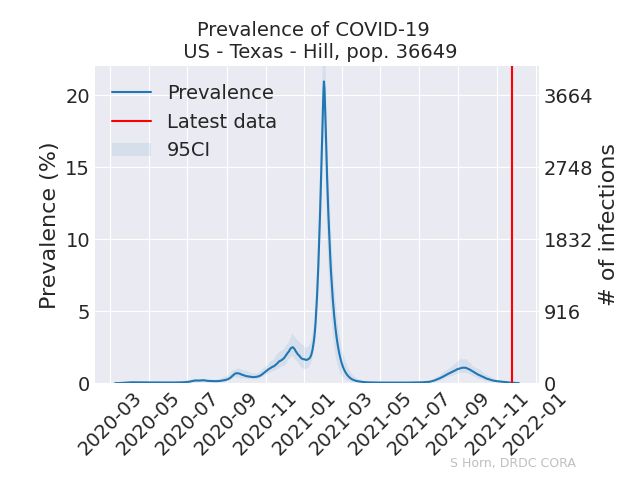 Prevalence of COVID-19
US - Texas - Hill, pop. 36649
Prevalence
Latest data
95CI
Prevalence (%)
20
15
10
5
0
3664
2748
1832
916
0
# of infections
2020-03
2020-05
2020-07
2020-09
2020-11
2021-01
2021-03
2021-05
2021-07
2021-09
2021-11
2022-01
S Horn, DRDC CORA